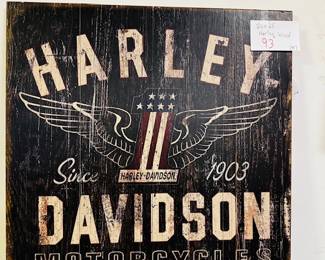 HARLEY
93
HARLEY-DAVIDSON
Since 1903
DAVIDSON
MOTORCYCLES